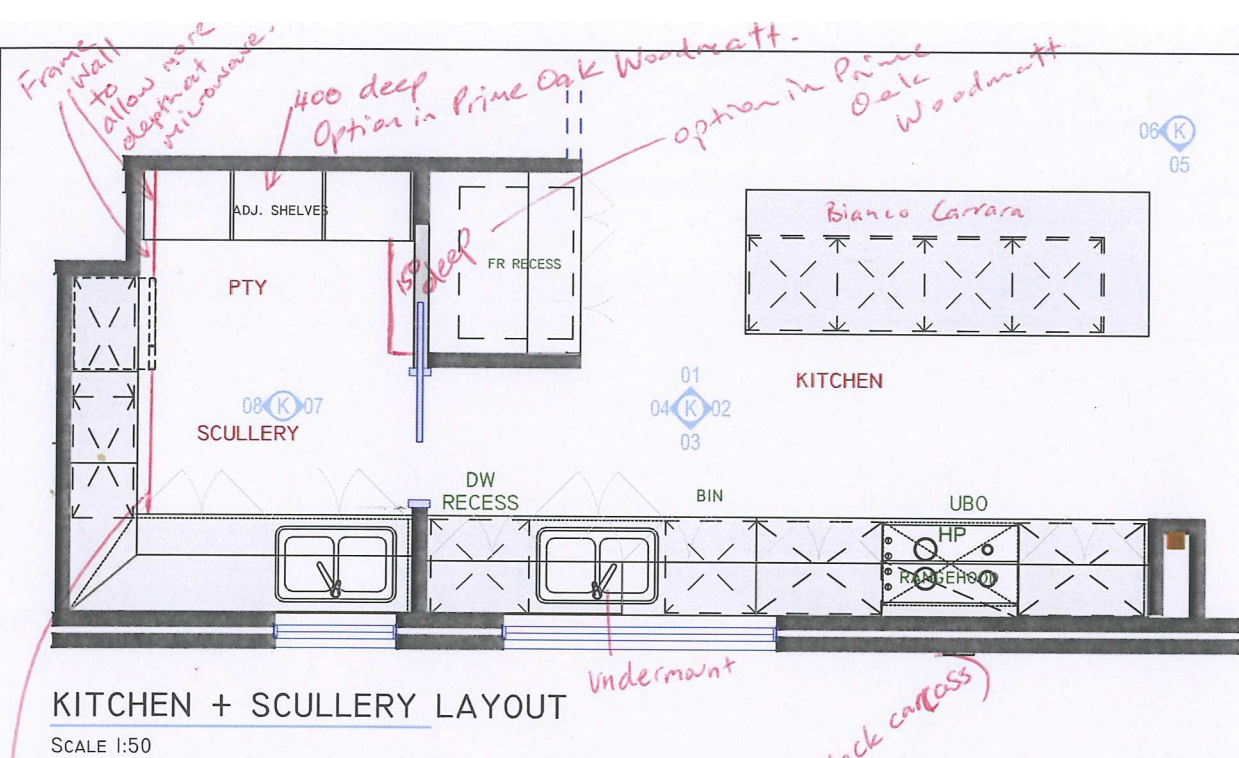 Frame
Wall
to
allow more
depth at
microwave.
400 deep
Option in Prime Oak Woodmatt.
option in Prime
Oak
Woodmatt
06 K
05
ADJ. SHELVES
Bianco Carrara
150
deep
FR RECESS
PTY
KITCHEN
01
04 K 02
03
08 K 07
SCULLERY
DW
RECESS
BIN
UBO
HP
RANGEHOOD
Undermount
carcass)
KITCHEN + SCULLERY LAYOUT
SCALE 1:50